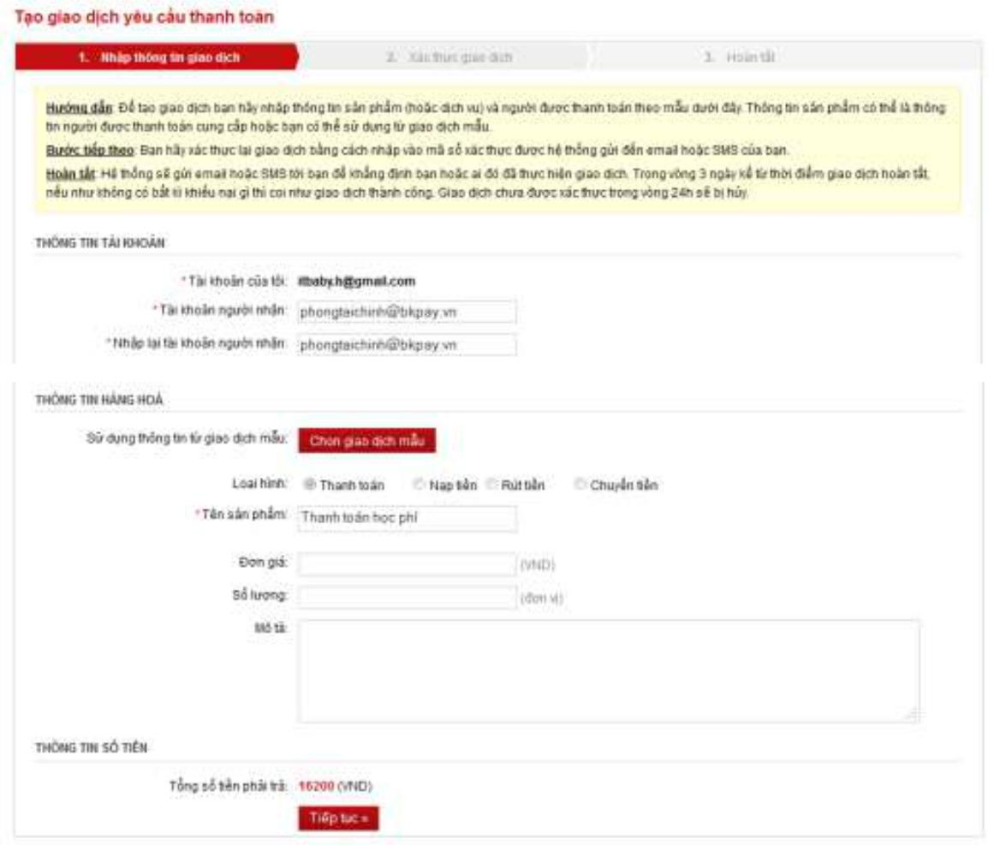 Tạo giao dịch yêu cầu thanh toán
1. Nhập thông tin giao dịch 2. Xác thực giao dịch 3. Hoàn tất
Hướng dẫn: Để tạo giao dịch bạn hãy nhập thông tin sản phẩm (hoặc dịch vụ) và người được thanh toán theo mẫu dưới đây. Thông tin sản phẩm có thể là thông
tin người được thanh toán cung cấp hoặc bạn có thể sử dụng từ giao dịch mẫu.
Bước tiếp theo: Bạn hãy xác thực lại giao dịch bằng cách nhập vào mã số xác thực được hệ thống gửi đến email hoặc SMS của bạn.
Hoàn tất: Hệ thống sẽ gửi email hoặc SMS tới bạn để khẳng định bạn hoặc ai đó đã thực hiện giao dịch. Trong vòng 3 ngày kể từ thời điểm giao dịch hoàn tất,
nếu như không có bất kì khiếu nại gì thì coi như giao dịch thành công. Giao dịch chưa được xác thực trong vòng 24h sẽ bị hủy.
THÔNG TIN TÀI KHOẢN
* Tài khoản của tôi: itbaby.h@gmail.com
* Tài khoản người nhận: phongtaichinh@bkpay.vn
* Nhập lại tài khoản người nhận: phongtaichinh@bkpay.vn
THÔNG TIN HÀNG HOÁ
Sử dụng thông tin từ giao dịch mẫu: Chọn giao dịch mẫu
Loại hình: Thanh toán Nạp tiền Rút tiền Chuyển tiền
* Tên sản phẩm: Thanh toán học phí
Đơn giá: (VND)
Số lượng: (đơn vị)
Mô tả:
THÔNG TIN SỐ TIỀN
Tổng số tiền phải trả: 16200 (VND)
Tiếp tục »